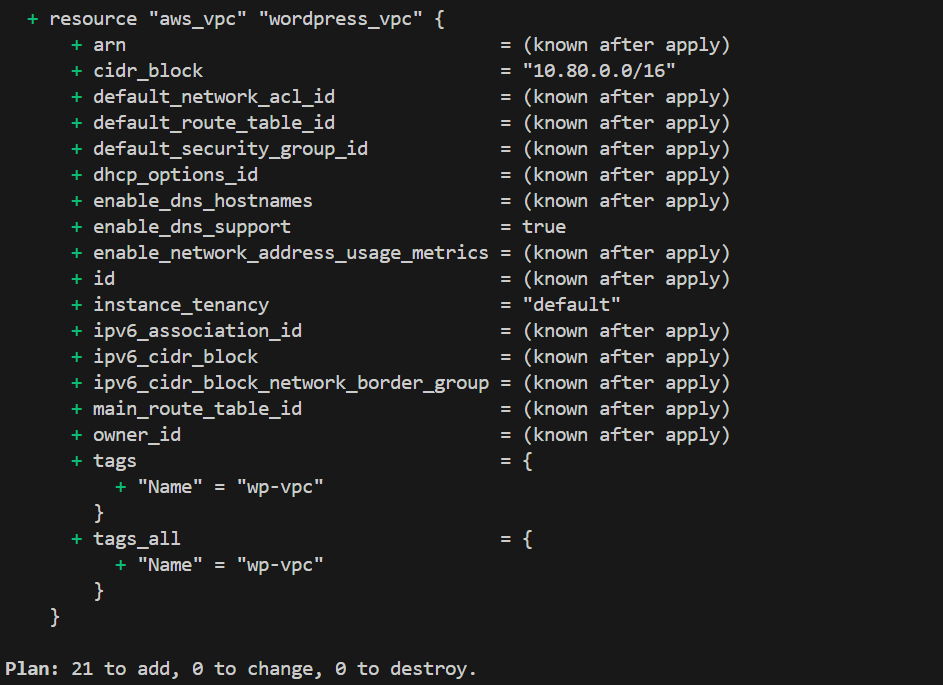 + resource "aws_vpc" "wordpress_vpc" {
+ arn = (known after apply)
+ cidr_block = "10.80.0.0/16"
+ default_network_acl_id = (known after apply)
+ default_route_table_id = (known after apply)
+ default_security_group_id = (known after apply)
+ dhcp_options_id = (known after apply)
+ enable_dns_hostnames = (known after apply)
+ enable_dns_support = true
+ enable_network_address_usage_metrics = (known after apply)
+ id = (known after apply)
+ instance_tenancy = "default"
+ ipv6_association_id = (known after apply)
+ ipv6_cidr_block = (known after apply)
+ ipv6_cidr_block_network_border_group = (known after apply)
+ main_route_table_id = (known after apply)
+ owner_id = (known after apply)
+ tags = {
+ "Name" = "wp-vpc"
}
+ tags_all = {
+ "Name" = "wp-vpc"
}
}
Plan: 21 to add, 0 to change, 0 to destroy.